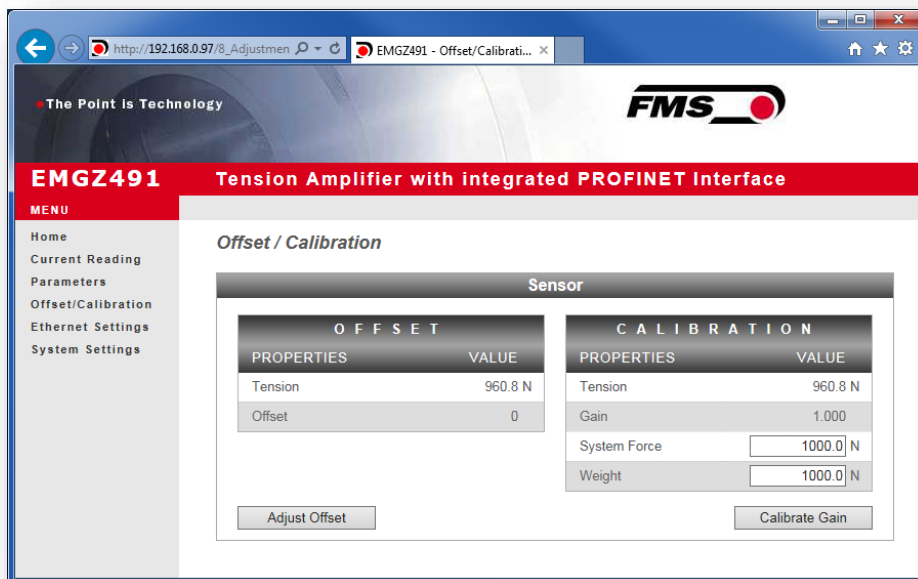 http://192.168.0.97/8_Adjustmen
EMGZ491 - Offset/Calibrati...
The Point is Technology
FMS
EMGZ491
Tension Amplifier with integrated PROFINET Interface
MENU
Home
Current Reading
Parameters
Offset/Calibration
Ethernet Settings
System Settings
Offset / Calibration
Sensor
OFFSET
PROPERTIES VALUE
Tension 960.8 N
Offset 0
Adjust Offset
CALIBRATION
PROPERTIES VALUE
Tension 960.8 N
Gain 1.000
System Force 1000.0 N
Weight 1000.0 N
Calibrate Gain